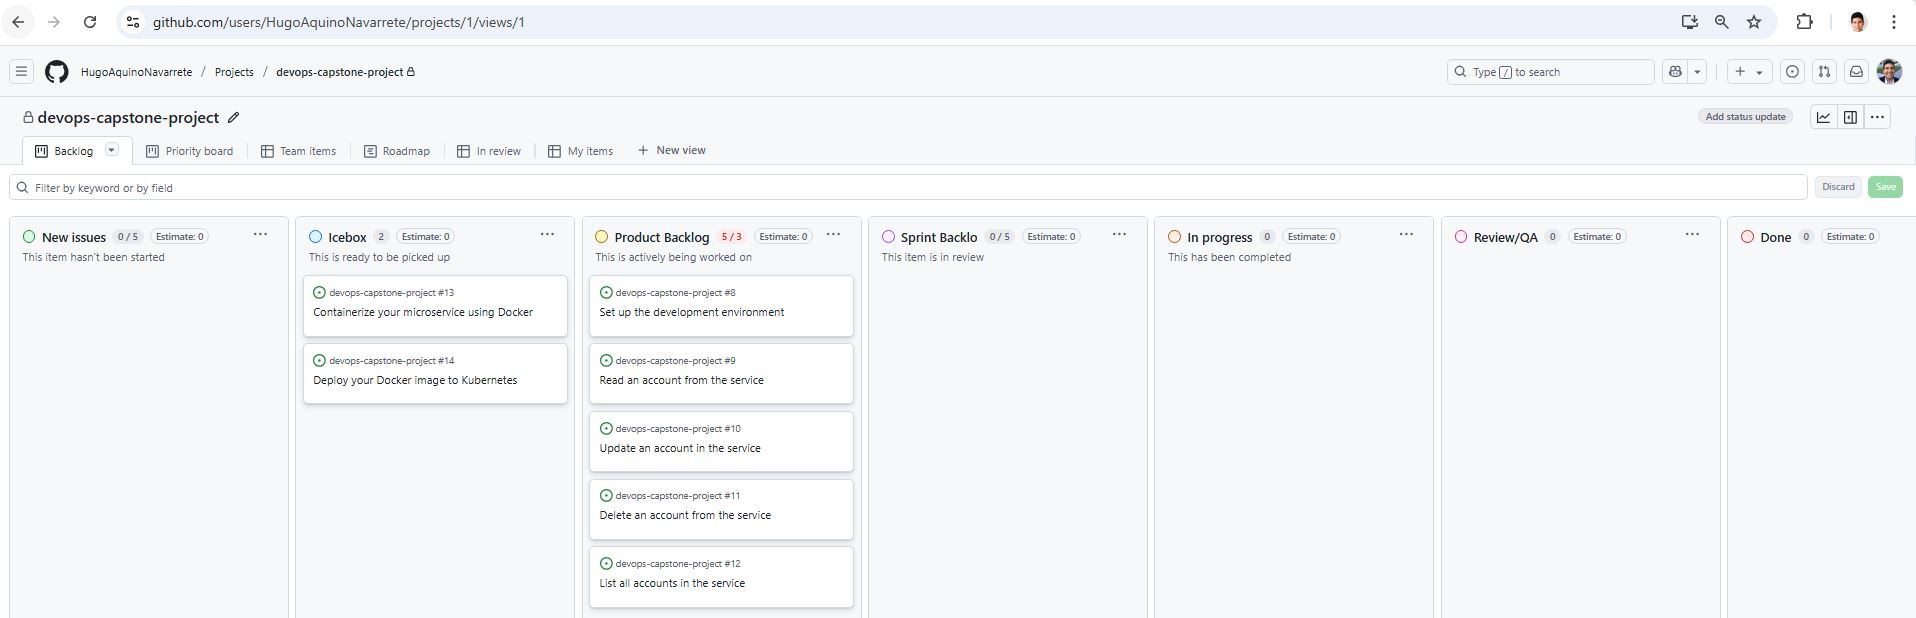 github.com/users/HugoAquinoNavarrete/projects/1/views/1
HugoAquinoNavarrete / Projects / devops-capstone-project
Type / to search
devops-capstone-project
Add status update
Backlog
Priority board
Team items
Roadmap
In review
My items
+ New view
Filter by keyword or by field
Discard
Save
New issues 0 / 5 Estimate: 0
This item hasn't been started
Icebox 2 Estimate: 0
This is ready to be picked up
devops-capstone-project #13
Containerize your microservice using Docker
devops-capstone-project #14
Deploy your Docker image to Kubernetes
Product Backlog 5 / 3 Estimate: 0
This is actively being worked on
devops-capstone-project #8
Set up the development environment
devops-capstone-project #9
Read an account from the service
devops-capstone-project #10
Update an account in the service
devops-capstone-project #11
Delete an account from the service
devops-capstone-project #12
List all accounts in the service
Sprint Backlo 0 / 5 Estimate: 0
This item is in review
In progress 0 Estimate: 0
This has been completed
Review/QA 0 Estimate: 0
Done 0 Estimate: 0